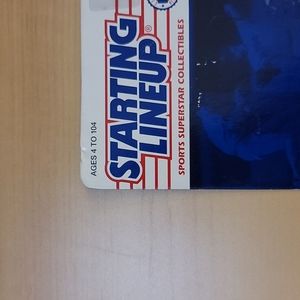 AGES 4 TO 104
STARTING
LINEUP®
SPORTS SUPERSTAR COLLECTIBLES